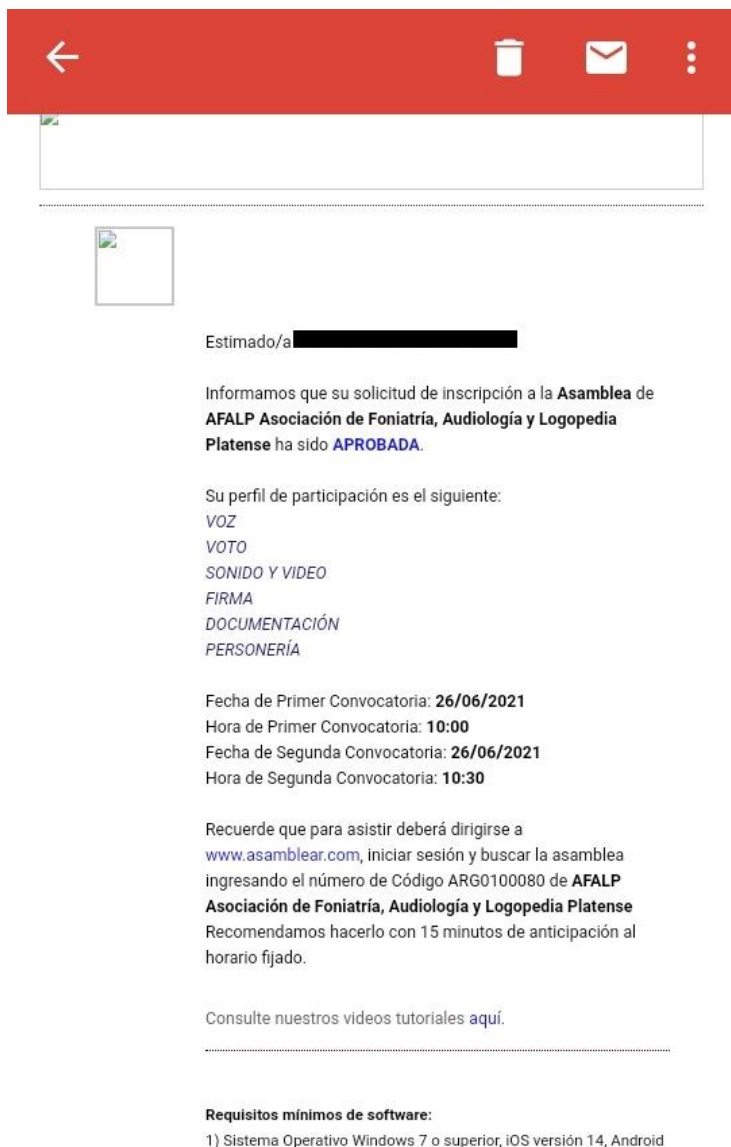 Estimado/a
Informamos que su solicitud de inscripción a la Asamblea de
AFALP Asociación de Foniatría, Audiología y Logopedia
Platense ha sido APROBADA.
Su perfil de participación es el siguiente:
VOZ
VOTO
SONIDO Y VIDEO
FIRMA
DOCUMENTACIÓN
PERSONERÍA
Fecha de Primer Convocatoria: 26/06/2021
Hora de Primer Convocatoria: 10:00
Fecha de Segunda Convocatoria: 26/06/2021
Hora de Segunda Convocatoria: 10:30
Recuerde que para asistir deberá dirigirse a
www.asamblear.com, iniciar sesión y buscar la asamblea
ingresando el número de Código ARG0100080 de AFALP
Asociación de Foniatría, Audiología y Logopedia Platense
Recomendamos hacerlo con 15 minutos de anticipación al
horario fijado.
Consulte nuestros videos tutoriales aquí.
Requisitos mínimos de software:
1) Sistema Operativo Windows 7 o superior, iOS versión 14, Android